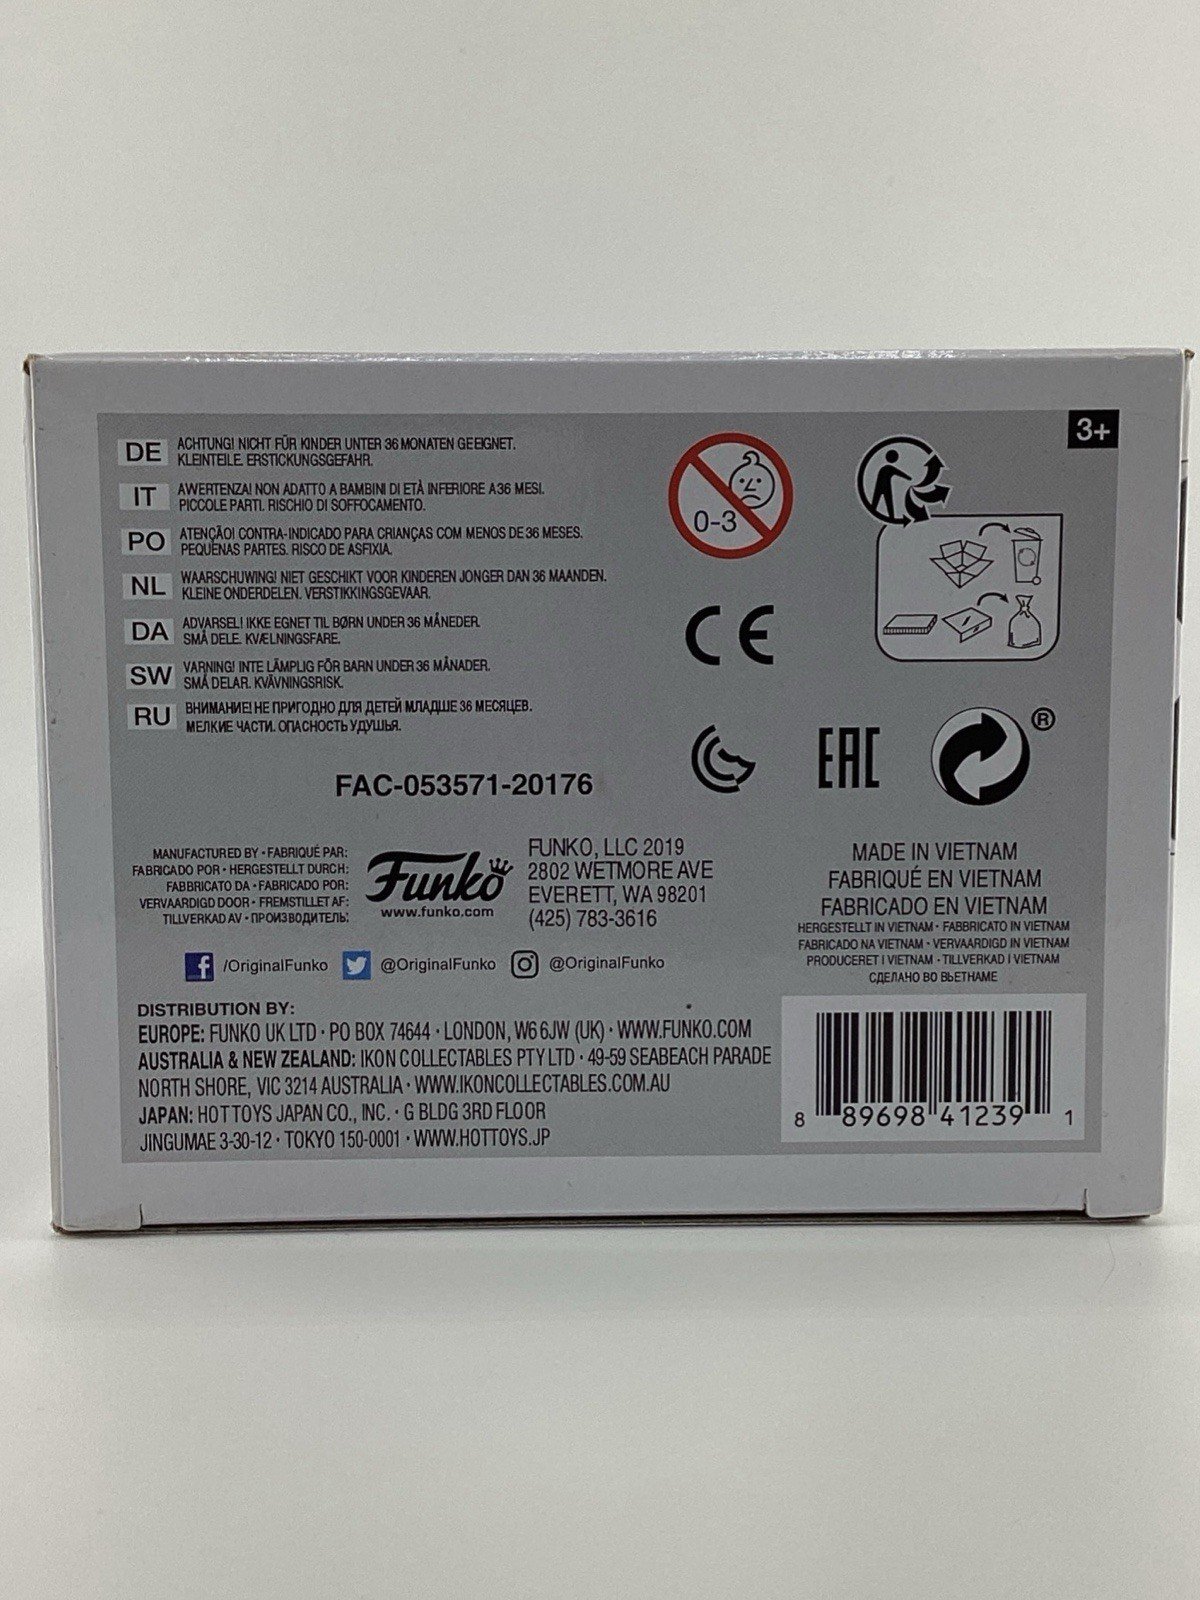 3+
DE ACHTUNG! NICHT FÜR KINDER UNTER 36 MONATEN GEEIGNET.
KLEINTEILE. ERSTICKUNGSGEFAHR.
IT AWERTENZA! NON ADATTO A BAMBINI DI ETÀ INFERIORE A 36 MESI.
PICCOLE PARTI. RISCHIO DI SOFFOCAMENTO.
PO ATENÇÃO! CONTRA-INDICADO PARA CRIANÇAS COM MENOS DE 36 MESES.
PEQUENAS PARTES. RISCO DE ASFIXIA.
NL WAARSCHUWING! NIET GESCHIKT VOOR KINDEREN JONGER DAN 36 MAANDEN.
KLEINE ONDERDELEN. VERSTIKKINGSGEVAAR.
DA ADVARSEL! IKKE EGNET TIL BØRN UNDER 36 MÅNEDER.
SMÅ DELE. KVÆLNINGSFARE.
SW VARNING! INTE LÄMPLIG FÖR BARN UNDER 36 MÅNADER.
SMÅ DELAR. KVÄVNINGSRISK.
RU ВНИМАНИЕ! НЕ ПРИГОДНО ДЛЯ ДЕТЕЙ МЛАДШЕ 36 МЕСЯЦЕВ.
МЕЛКИЕ ЧАСТИ. ОПАСНОСТЬ УДУШЬЯ.
0-3
CE
EAC
®
FAC-053571-20176
MANUFACTURED BY • FABRIQUÉ PAR:
FABRICADO POR • HERGESTELLT DURCH:
FABBRICATO DA • FABRICADO POR:
VERVAARDIGD DOOR • FREMSTILLET AF:
TILLVERKAD AV • ПРОИЗВОДИТЕЛЬ:
Funko
www.funko.com
FUNKO, LLC 2019
2802 WETMORE AVE
EVERETT, WA 98201
(425) 783-3616
MADE IN VIETNAM
FABRIQUÉ EN VIETNAM
FABRICADO EN VIETNAM
HERGESTELLT IN VIETNAM • FABBRICATO IN VIETNAM
FABRICADO NA VIETNAM • VERVAARDIGD IN VIETNAM
PRODUCERET I VIETNAM • TILLVERKAD I VIETNAM
СДЕЛАНО ВО ВЬЕТНАМЕ
/OriginalFunko @OriginalFunko @OriginalFunko
DISTRIBUTION BY:
EUROPE: FUNKO UK LTD • PO BOX 74644 • LONDON, W6 6JW (UK) • WWW.FUNKO.COM
AUSTRALIA & NEW ZEALAND: IKON COLLECTABLES PTY LTD • 49-59 SEABEACH PARADE
NORTH SHORE, VIC 3214 AUSTRALIA • WWW.IKONCOLLECTABLES.COM.AU
JAPAN: HOT TOYS JAPAN CO., INC. • G BLDG 3RD FLOOR
JINGUMAE 3-30-12 • TOKYO 150-0001 • WWW.HOTTOYS.JP
8 89698 41239 1